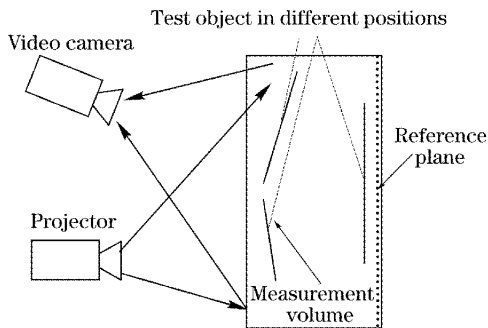 Test object in different positions
Video camera
Reference
plane
Projector
Measurement
volume